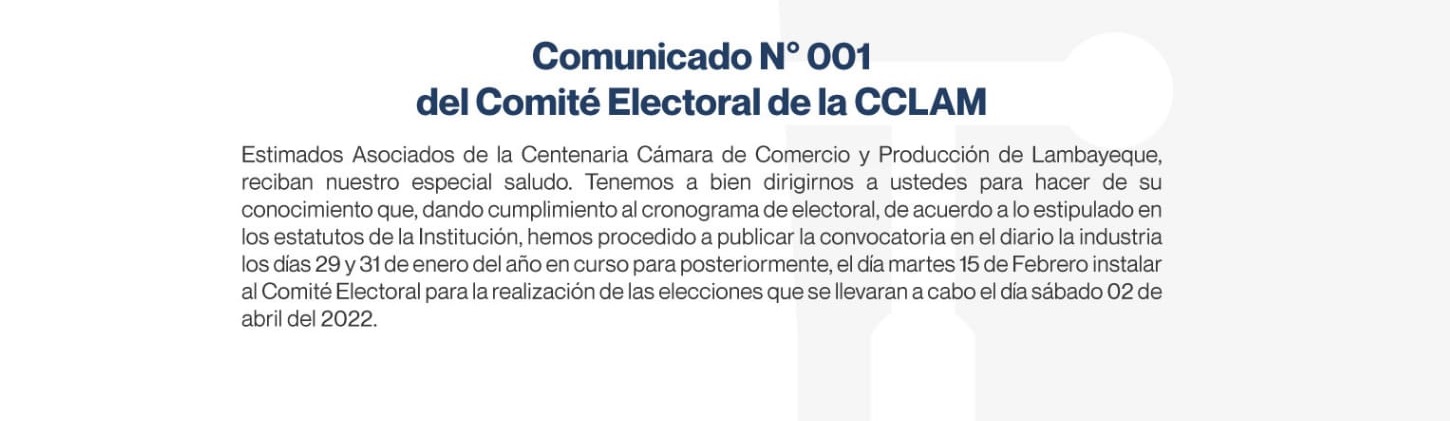 Comunicado N° 001
del Comité Electoral de la CCLAM
Estimados Asociados de la Centenaria Cámara de Comercio y Producción de Lambayeque,
reciban nuestro especial saludo. Tenemos a bien dirigirnos a ustedes para hacer de su
conocimiento que, dando cumplimiento al cronograma de electoral, de acuerdo a lo estipulado en
los estatutos de la Institución, hemos procedido a publicar la convocatoria en el diario la industria
los días 29 y 31 de enero del año en curso para posteriormente, el día martes 15 de Febrero instalar
al Comité Electoral para la realización de las elecciones que se llevaran a cabo el día sábado 02 de
abril del 2022.